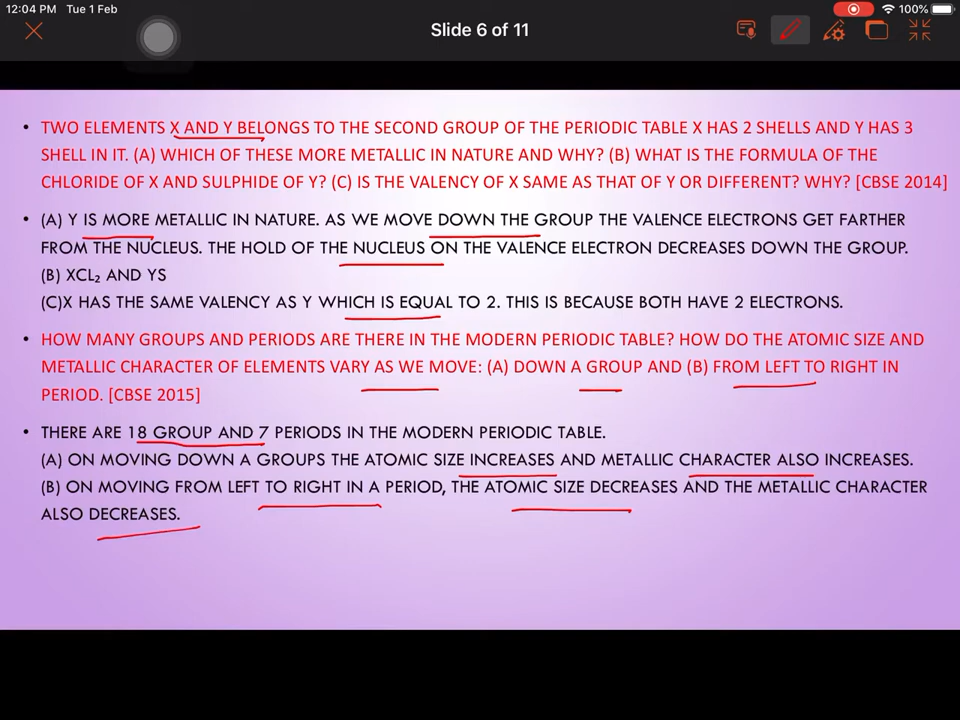 12:04 PM Tue 1 Feb
100%
Slide 6 of 11
• TWO ELEMENTS X AND Y BELONGS TO THE SECOND GROUP OF THE PERIODIC TABLE X HAS 2 SHELLS AND Y HAS 3
SHELL IN IT. (A) WHICH OF THESE MORE METALLIC IN NATURE AND WHY? (B) WHAT IS THE FORMULA OF THE
CHLORIDE OF X AND SULPHIDE OF Y? (C) IS THE VALENCY OF X SAME AS THAT OF Y OR DIFFERENT? WHY? [CBSE 2014]
• (A) Y IS MORE METALLIC IN NATURE. AS WE MOVE DOWN THE GROUP THE VALENCE ELECTRONS GET FARTHER
FROM THE NUCLEUS. THE HOLD OF THE NUCLEUS ON THE VALENCE ELECTRON DECREASES DOWN THE GROUP.
(B) XCL₂ AND YS
(C)X HAS THE SAME VALENCY AS Y WHICH IS EQUAL TO 2. THIS IS BECAUSE BOTH HAVE 2 ELECTRONS.
• HOW MANY GROUPS AND PERIODS ARE THERE IN THE MODERN PERIODIC TABLE? HOW DO THE ATOMIC SIZE AND
METALLIC CHARACTER OF ELEMENTS VARY AS WE MOVE: (A) DOWN A GROUP AND (B) FROM LEFT TO RIGHT IN
PERIOD. [CBSE 2015]
• THERE ARE 18 GROUP AND 7 PERIODS IN THE MODERN PERIODIC TABLE.
(A) ON MOVING DOWN A GROUPS THE ATOMIC SIZE INCREASES AND METALLIC CHARACTER ALSO INCREASES.
(B) ON MOVING FROM LEFT TO RIGHT IN A PERIOD, THE ATOMIC SIZE DECREASES AND THE METALLIC CHARACTER
ALSO DECREASES.